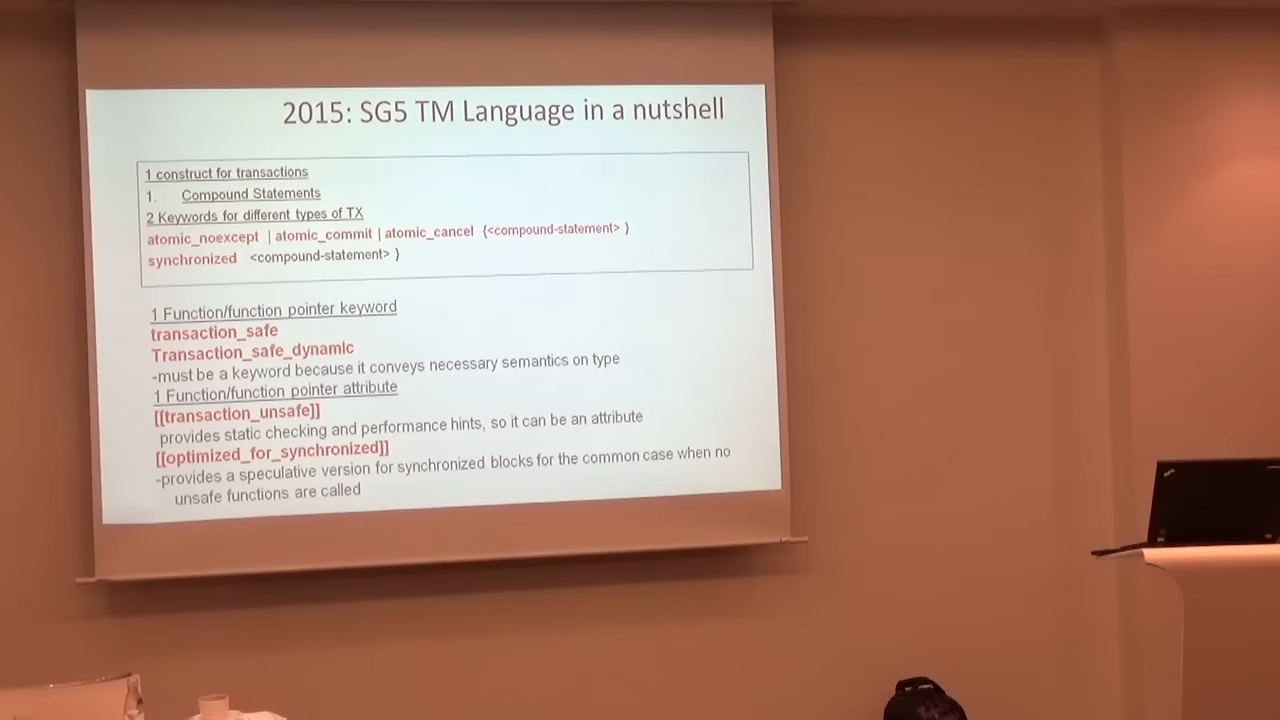 2015: SG5 TM Language in a nutshell
1 construct for transactions
1. Compound Statements
2 Keywords for different types of TX
atomic_noexcept | atomic_commit | atomic_cancel {<compound-statement> }
synchronized <compound-statement> }
1 Function/function pointer keyword
transaction_safe
Transaction_safe_dynamic
-must be a keyword because it conveys necessary semantics on type
1 Function/function pointer attribute
[[transaction_unsafe]]
provides static checking and performance hints, so it can be an attribute
[[optimized_for_synchronized]]
-provides a speculative version for synchronized blocks for the common case when no
unsafe functions are called